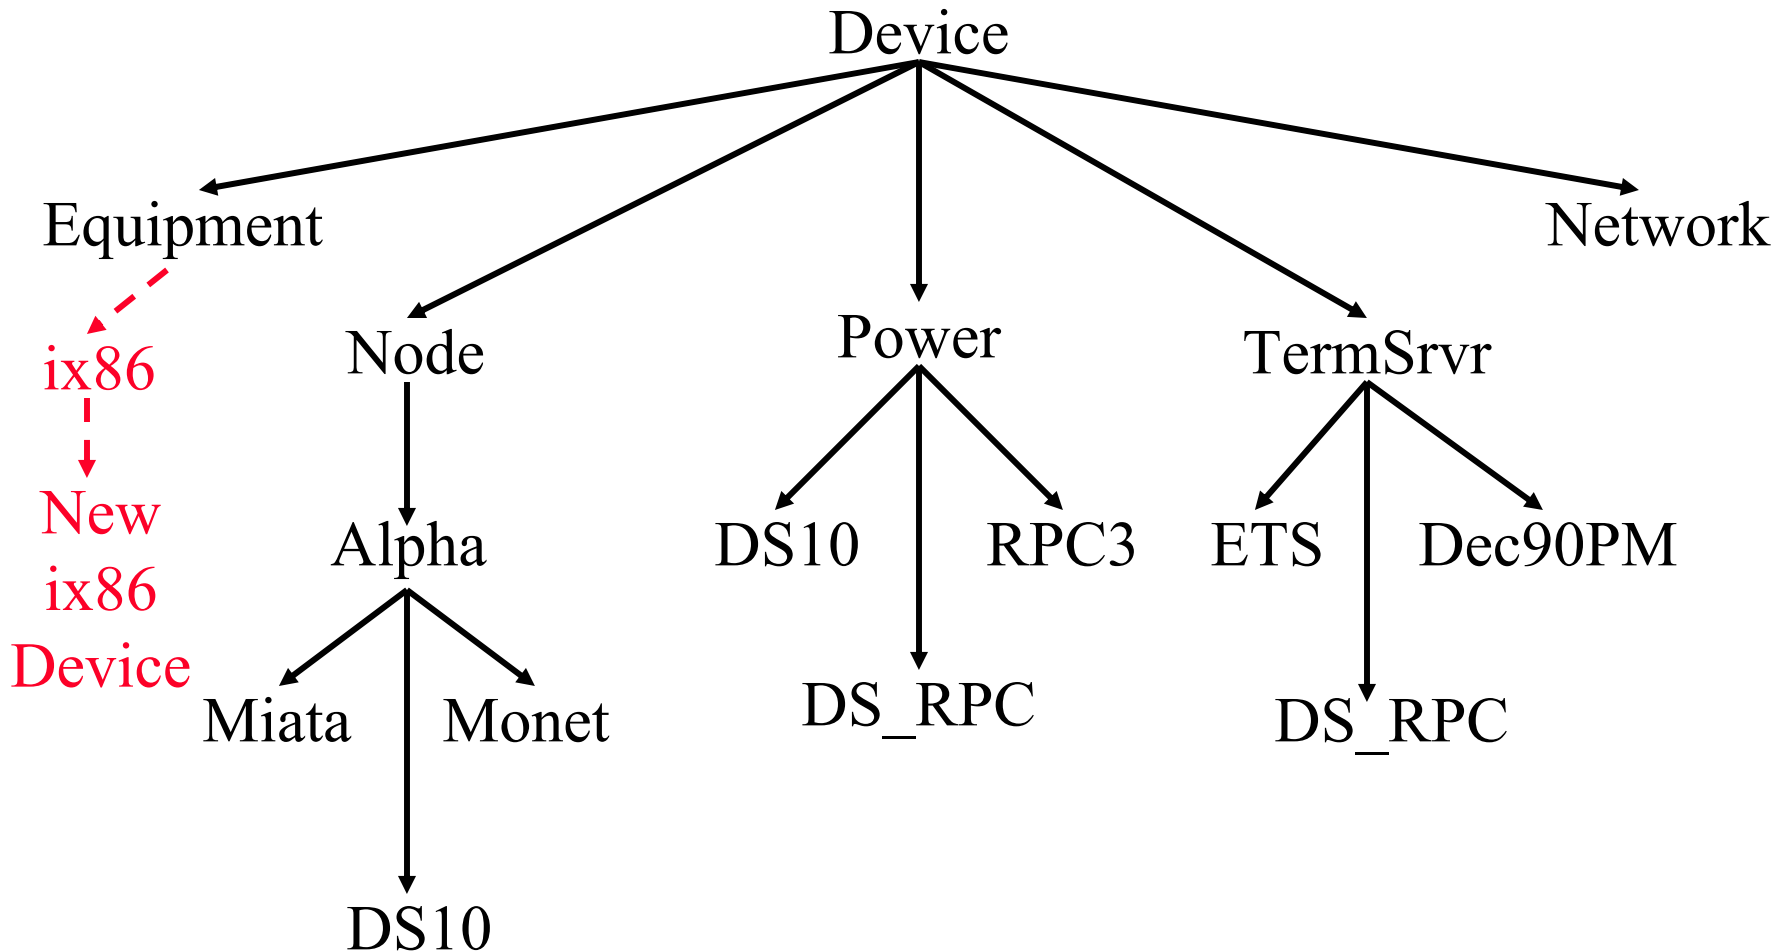 Device
Equipment
Network
ix86
Node
Power
TermSrvr
New
ix86
Device
Alpha
DS10
RPC3
ETS
Dec90PM
Miata
Monet
DS_RPC
DS_RPC
DS10